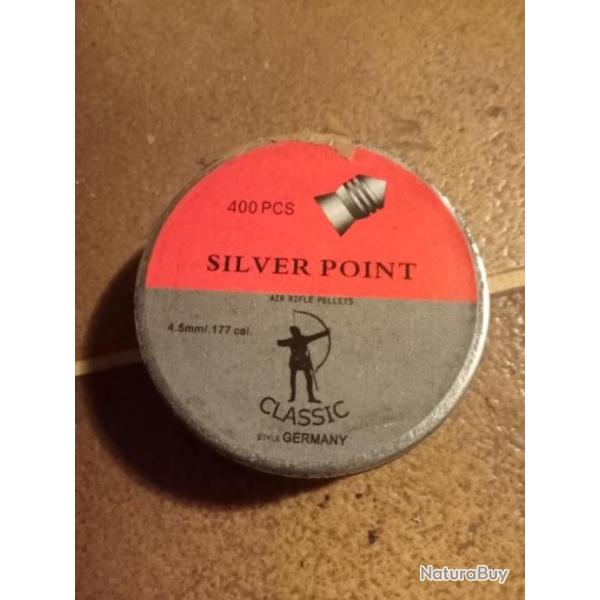 400 PCS
SILVER POINT
AIR RIFLE PELLETS
4.5mm/.177 cal.
CLASSIC
STYLE GERMANY
NaturaBuy